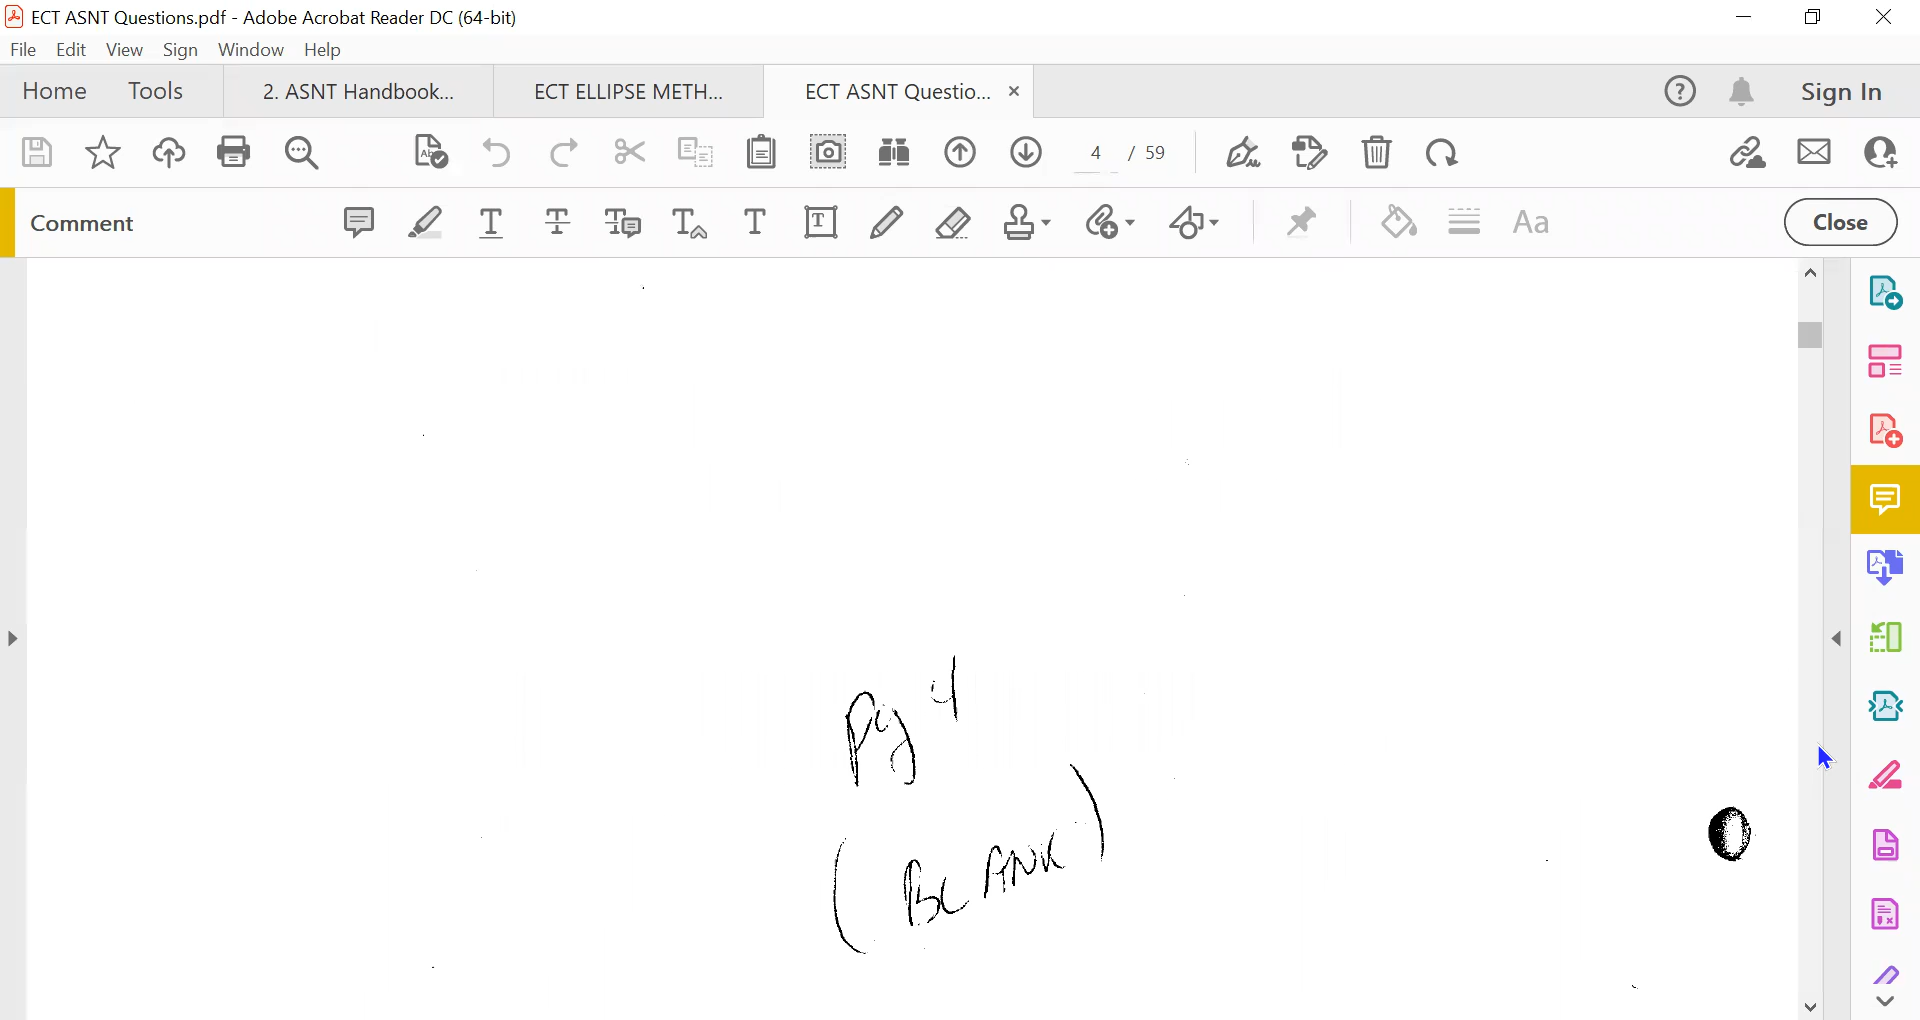 ECT ASNT Questions.pdf - Adobe Acrobat Reader DC (64-bit)
File Edit View Sign Window Help
Home Tools 2. ASNT Handbook... ECT ELLIPSE METH... ECT ASNT Questio... × Sign In
4 / 59
Comment Aa Close
pg 4
(BLANK)